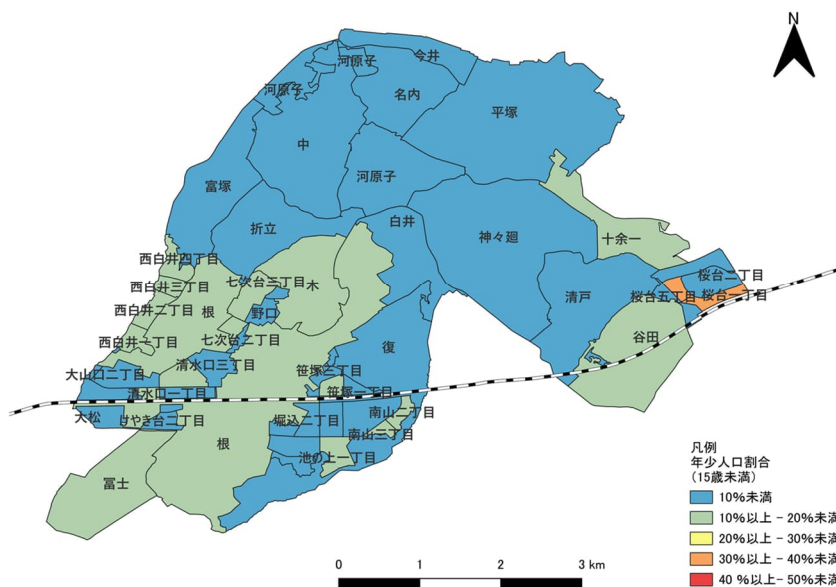 N
今井
河原子
河原子
名内
平塚
中
河原子
富塚
折立
白井
神々廻
十余一
西白井四丁目
桜台二丁目
七次台三丁目
木
西白井三丁目
清戸
桜台五丁目
桜台一丁目
西白井二丁目
根
野口
七次台二丁目
谷田
西白井一丁目
復
清水口三丁目
大山口二丁目
笹塚三丁目
清水口一丁目
笹塚一丁目
大松
けやき台二丁目
堀込二丁目
南山二丁目
南山三丁目
根
池の上一丁目
冨士
凡例
年少人口割合
(15歳未満)
10%未満
10%以上 - 20%未満
20%以上 - 30%未満
30%以上 - 40%未満
40 %以上- 50%未満
0 1 2 3 km